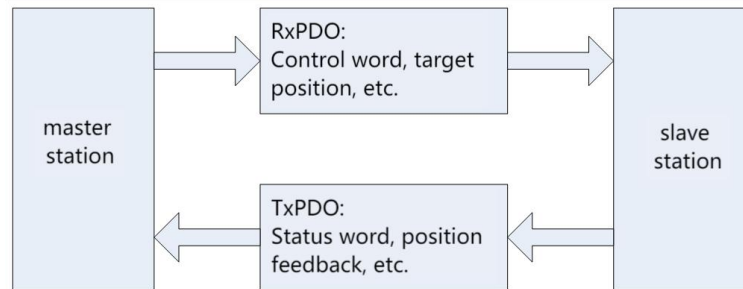 master
station
RxPDO:
Control word, target
position, etc.
slave
station
TxPDO:
Status word, position
feedback, etc.